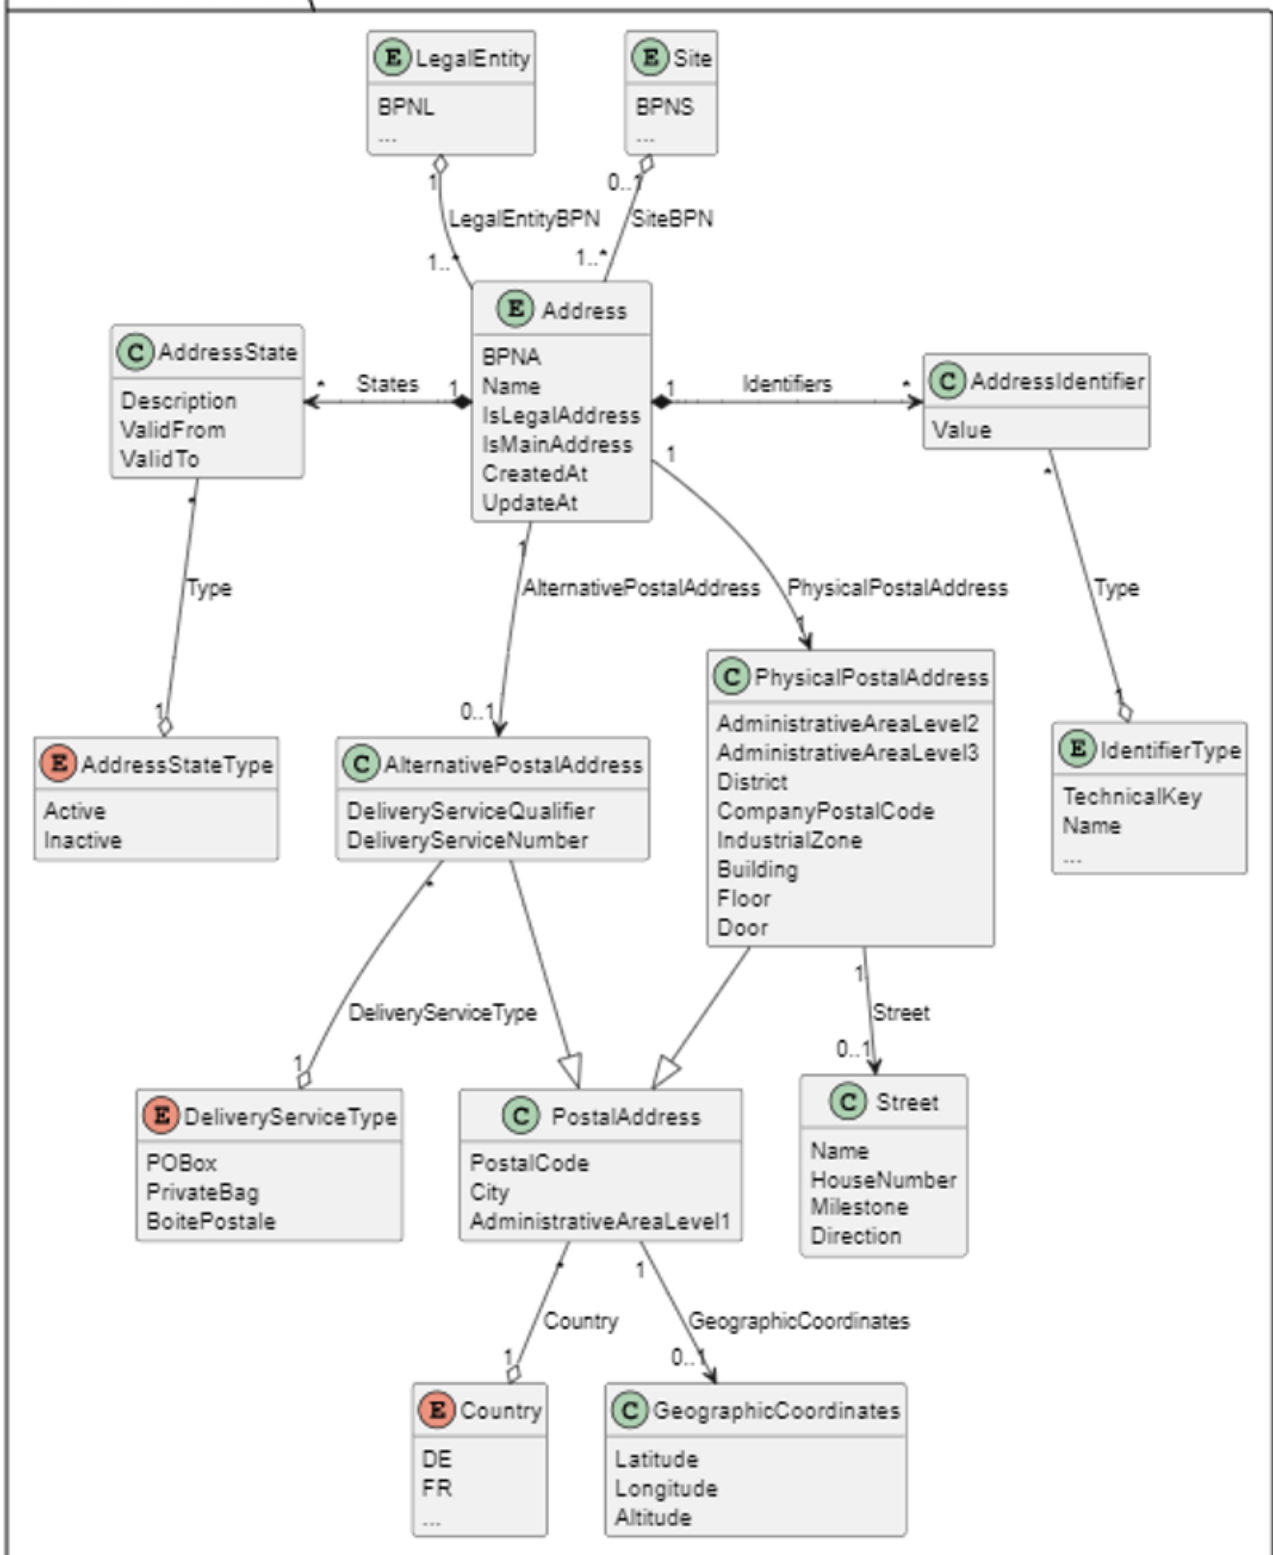 E LegalEntity
BPNL
...
E Site
BPNS
...
1
0..1
LegalEntityBPN
SiteBPN
1..*
1..*
E Address
BPNA
Name
IsLegalAddress
IsMainAddress
CreatedAt
UpdateAt
C AddressState
Description
ValidFrom
ValidTo
* States 1
1 Identifiers *
C AddressIdentifier
Value
1
*
*
1
Type
AlternativePostalAddress
PhysicalPostalAddress
Type
1
1
0..1
1
C PhysicalPostalAddress
AdministrativeAreaLevel2
AdministrativeAreaLevel3
District
CompanyPostalCode
IndustrialZone
Building
Floor
Door
E AddressStateType
Active
Inactive
C AlternativePostalAddress
DeliveryServiceQualifier
DeliveryServiceNumber
E IdentifierType
TechnicalKey
Name
...
*
1
DeliveryServiceType
Street
1
0..1
E DeliveryServiceType
POBox
PrivateBag
BoitePostale
C PostalAddress
PostalCode
City
AdministrativeAreaLevel1
C Street
Name
HouseNumber
Milestone
Direction
*
1
Country
GeographicCoordinates
1
0..1
E Country
DE
FR
...
C GeographicCoordinates
Latitude
Longitude
Altitude